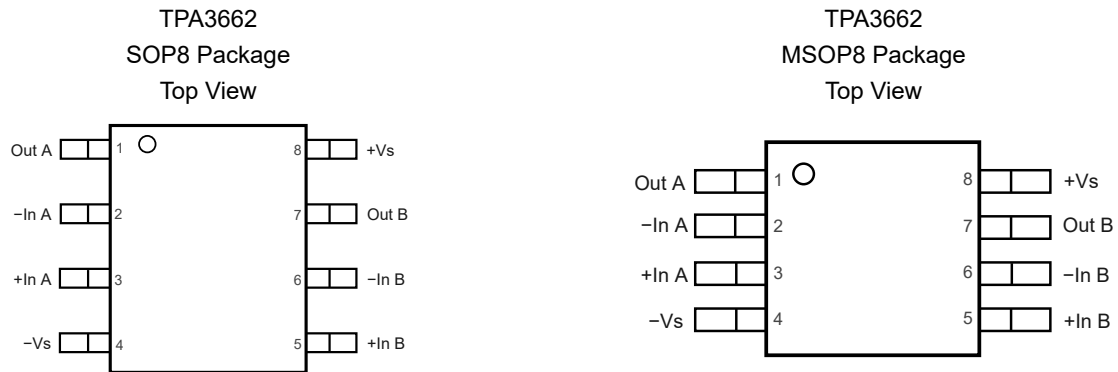 TPA3662
SOP8 Package
Top View
Out A 1 8 +Vs
−In A 2 7 Out B
+In A 3 6 −In B
−Vs 4 5 +In B
TPA3662
MSOP8 Package
Top View
Out A 1 8 +Vs
−In A 2 7 Out B
+In A 3 6 −In B
−Vs 4 5 +In B